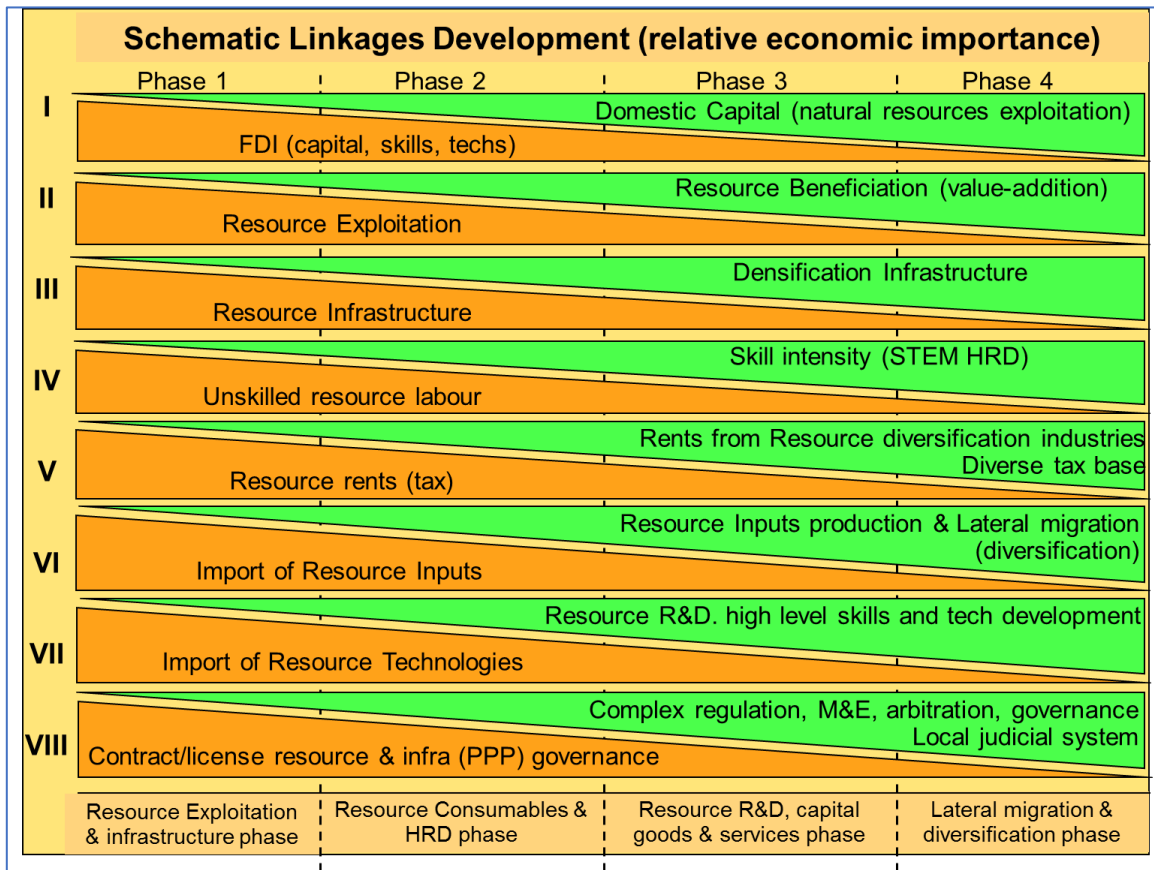 Schematic Linkages Development (relative economic importance)
Phase 1
Phase 2
Phase 3
Phase 4
I
Domestic Capital (natural resources exploitation)
FDI (capital, skills, techs)
II
Resource Beneficiation (value-addition)
Resource Exploitation
III
Densification Infrastructure
Resource Infrastructure
IV
Skill intensity (STEM HRD)
Unskilled resource labour
V
Rents from Resource diversification industries
Diverse tax base
Resource rents (tax)
VI
Resource Inputs production & Lateral migration
(diversification)
Import of Resource Inputs
VII
Resource R&D. high level skills and tech development
Import of Resource Technologies
VIII
Complex regulation, M&E, arbitration, governance
Local judicial system
Contract/license resource & infra (PPP) governance
Resource Exploitation
& infrastructure phase
Resource Consumables &
HRD phase
Resource R&D, capital
goods & services phase
Lateral migration &
diversification phase